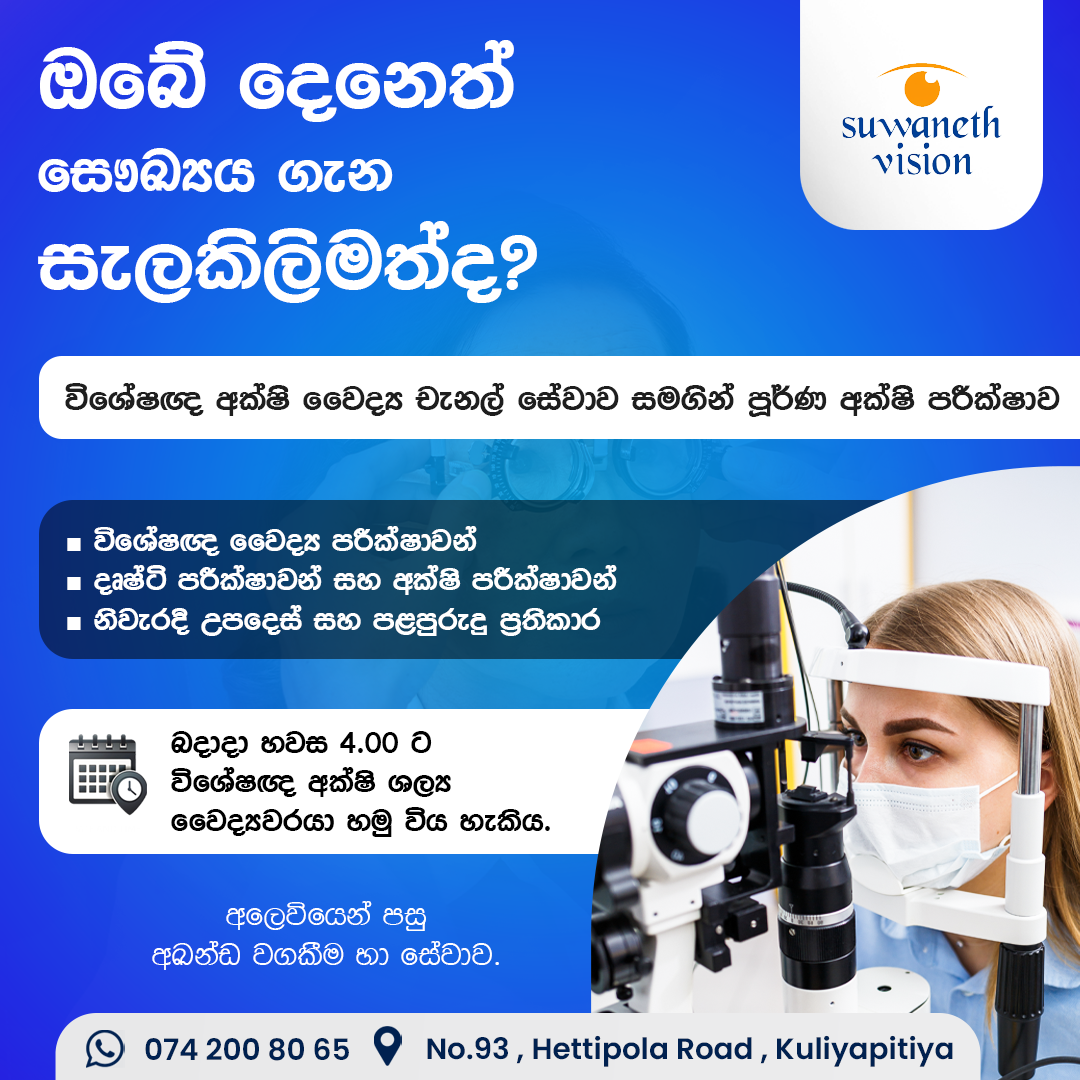 ඔබේ දෙනෙත්
සෞඛ්‍යය ගැන
සැලකිලිමත්ද?
suwaneth
vision
විශේෂඥ අක්ෂි වෛද්‍ය චැනල් සේවාව සමගින් පූර්ණ අක්ෂි පරීක්ෂාව
■ විශේෂඥ වෛද්‍ය පරීක්ෂාවන්
■ දෘෂ්ටි පරීක්ෂාවන් සහ අක්ෂි පරීක්ෂාවන්
■ නිවැරදි උපදෙස් සහ පළපුරුදු ප්‍රතිකාර
බදාදා හවස 4.00 ට
විශේෂඥ අක්ෂි ශල්‍ය
වෛද්‍යවරයා හමු විය හැකිය.
අලෙවියෙන් පසු
අඛන්ඩ වගකීම හා සේවාව.
074 200 80 65 No.93 , Hettipola Road , Kuliyapitiya